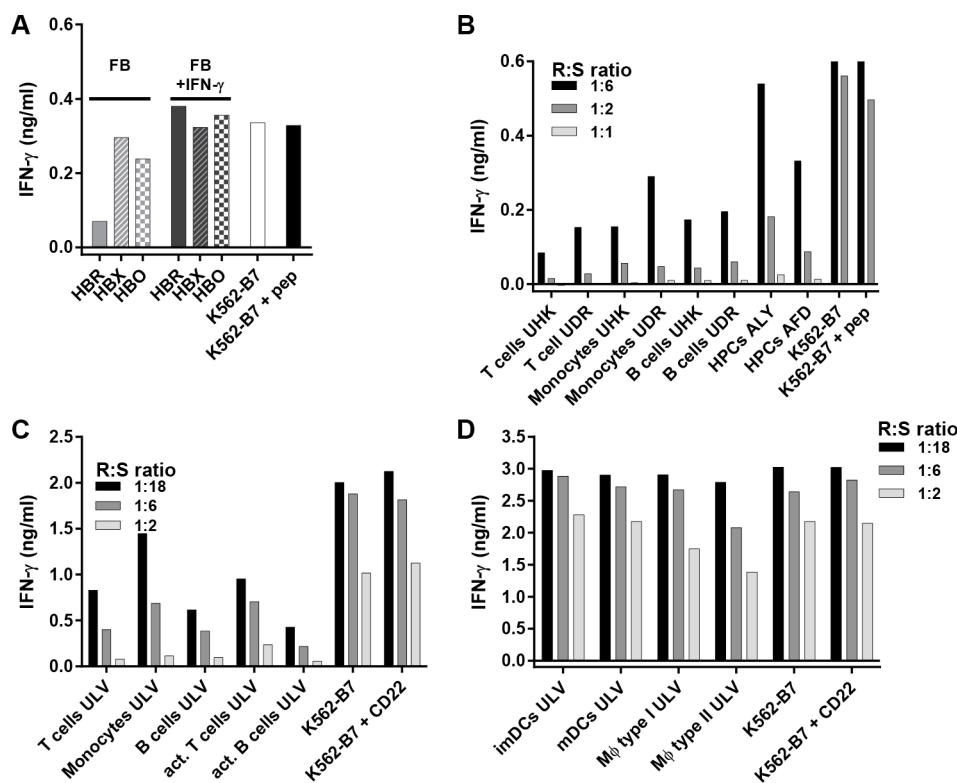 A
IFN-γ (ng/ml)
0.6
0.4
0.2
0.0
FB
FB
+IFN-γ
HBR
HBX
HBO
HBR
HBX
HBO
K562-B7
K562-B7 + pep
B
IFN-γ (ng/ml)
0.6
0.4
0.2
0.0
R:S ratio
1:6
1:2
1:1
T cells UHK
T cell UDR
Monocytes UHK
Monocytes UDR
B cells UHK
B cells UDR
HPCs ALY
HPCs AFD
K562-B7
K562-B7 + pep
C
IFN-γ (ng/ml)
2.5
2.0
1.5
1.0
0.5
0.0
R:S ratio
1:18
1:6
1:2
T cells ULV
Monocytes ULV
B cells ULV
act. T cells ULV
act. B cells ULV
K562-B7
K562-B7 + CD22
D
IFN-γ (ng/ml)
3.5
3.0
2.5
2.0
1.5
1.0
0.5
0.0
R:S ratio
1:18
1:6
1:2
imDCs ULV
mDCs ULV
Mϕ type I ULV
Mϕ type II ULV
K562-B7
K562-B7 + CD22